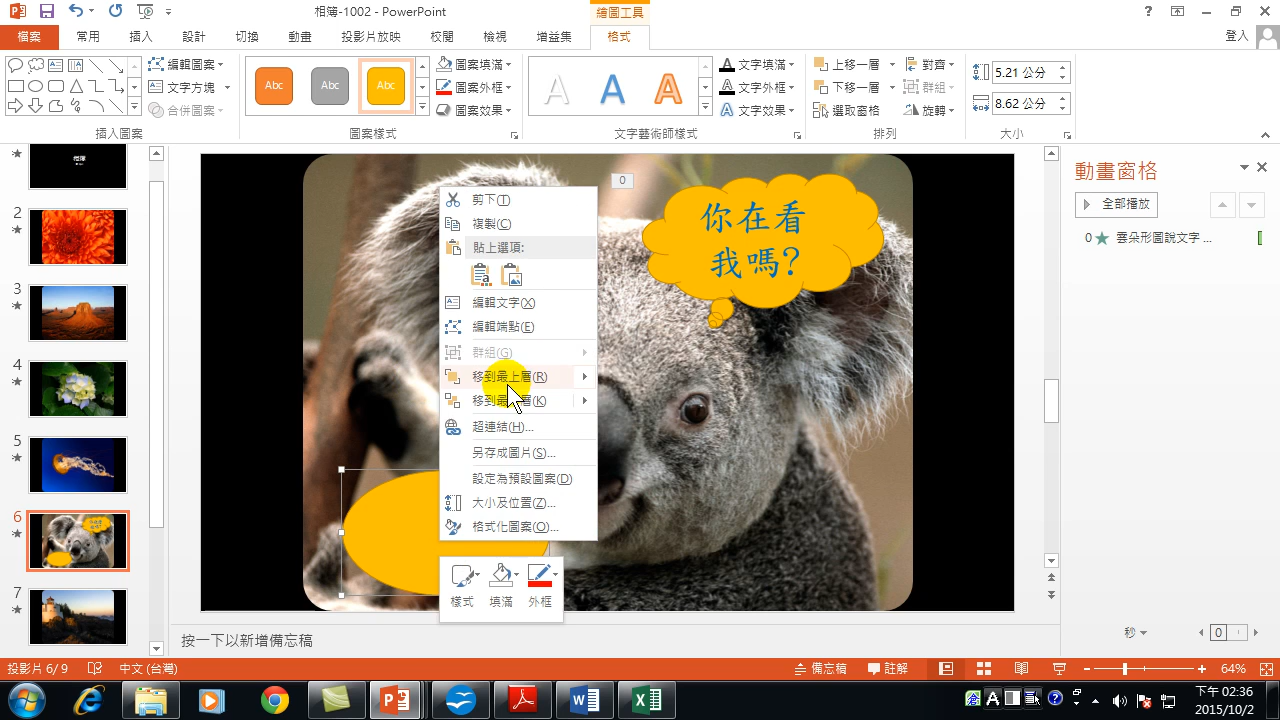 相簿-1002 - PowerPoint
繪圖工具
檔案
常用
插入
設計
切換
動畫
投影片放映
校閱
檢視
增益集
格式
登入
編輯圖案
文字方塊
合併圖案
插入圖案
Abc
Abc
Abc
圖案填滿
圖案外框
圖案效果
圖案樣式
A
A
A
文字填滿
文字外框
文字效果
文字藝術師樣式
上移一層
下移一層
選取窗格
對齊
群組
旋轉
排列
5.21 公分
8.62 公分
大小
相簿
2
3
4
5
6
7
0
你在看
我嗎?
剪下(T)
複製(C)
貼上選項:
編輯文字(X)
編輯端點(E)
群組(G)
移到最上層(R)
移到最下層(K)
超連結(H)...
另存成圖片(S)...
設定為預設圖案(D)
大小及位置(Z)...
格式化圖案(O)...
樣式
填滿
外框
動畫窗格
全部播放
0
雲朵形圖說文字 ...
秒
0
按一下以新增備忘稿
投影片 6/ 9
中文 (台灣)
備忘稿
註解
64%
下午 02:36
2015/10/2